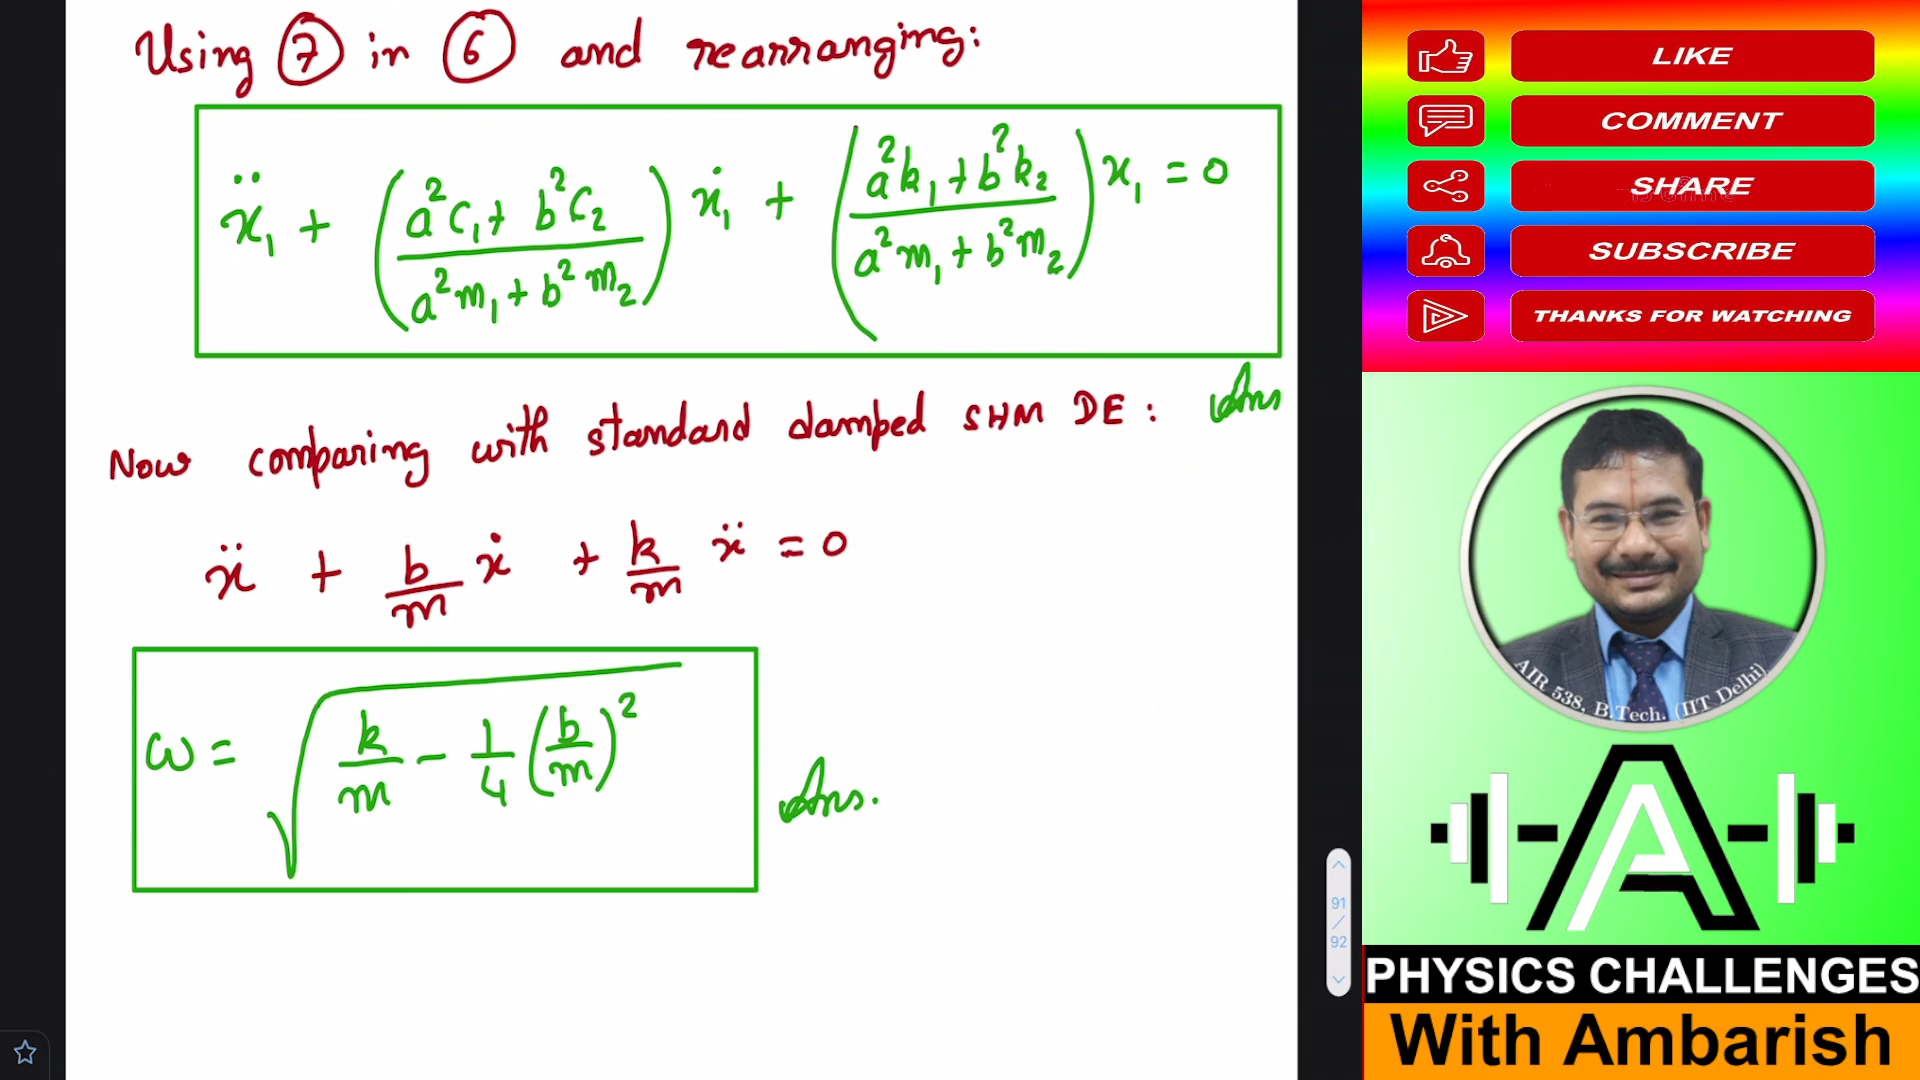 Using ⑦ in ⑥ and rearranging:
ẍ₁ + ((a²c₁ + b²c₂)/(a²m₁ + b²m₂)) ẋ₁ + ((a²k₁ + b²k₂)/(a²m₁ + b²m₂)) x₁ = 0
Ans
Now comparing with standard damped SHM DE:
ẍ + b/m ẋ + k/m ẍ = 0
ω = √(k/m - 1/4 (b/m)²)
Ans.
91
/
92
LIKE
COMMENT
SHARE
SUBSCRIBE
THANKS FOR WATCHING
AIR 538, B.Tech. (IIT Delhi)
A
PHYSICS CHALLENGES
With Ambarish